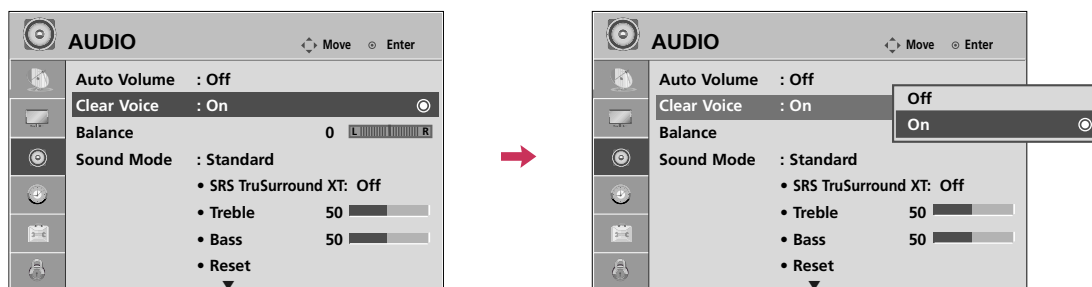 AUDIO
Move Enter
Auto Volume : Off
Clear Voice : On
Balance 0 L R
Sound Mode : Standard
• SRS TruSurround XT: Off
• Treble 50
• Bass 50
• Reset
AUDIO
Move Enter
Auto Volume : Off
Clear Voice : On
Balance
Sound Mode : Standard
• SRS TruSurround XT: Off
• Treble 50
• Bass 50
• Reset
Off
On